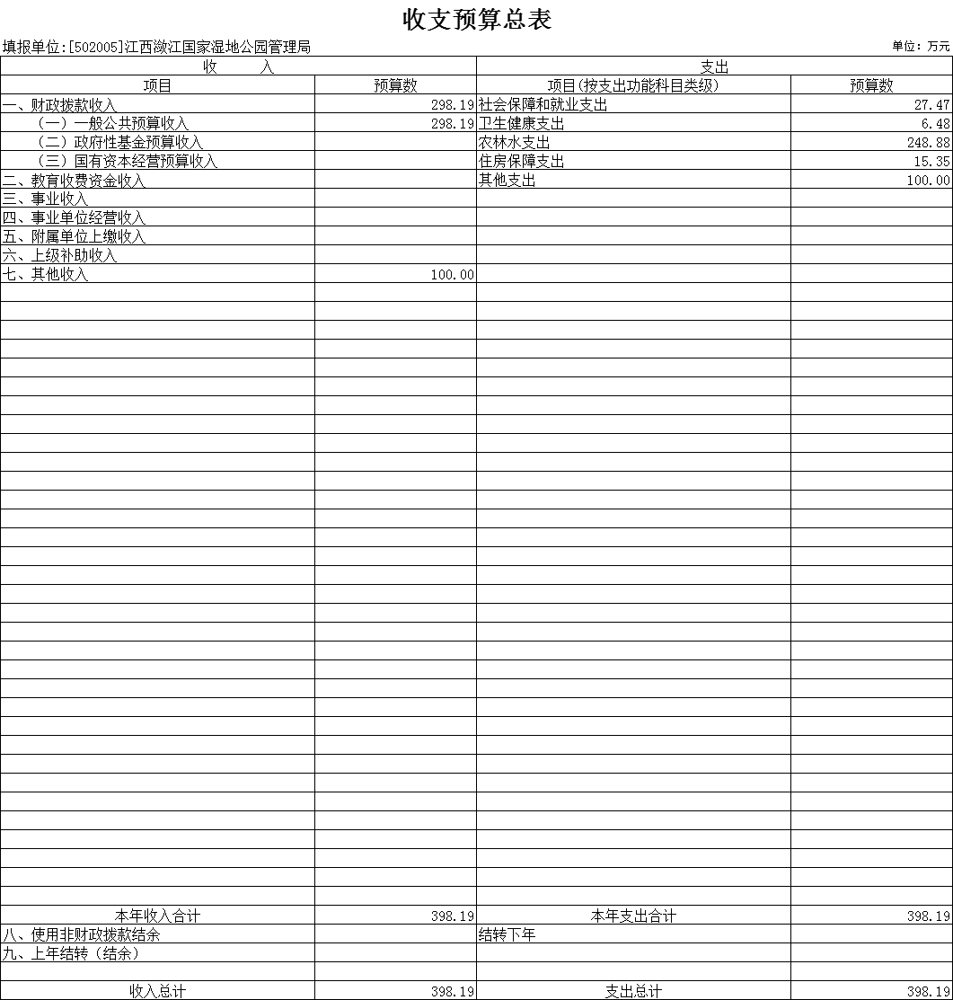 收支预算总表
填报单位:[502005]江西潋江国家湿地公园管理局 单位：万元
收 入 支出
项目 预算数 项目(按支出功能科目类级) 预算数
一、财政拨款收入 298.19 社会保障和就业支出 27.47
（一）一般公共预算收入 298.19 卫生健康支出 6.48
（二）政府性基金预算收入 农林水支出 248.88
（三）国有资本经营预算收入 住房保障支出 15.35
二、教育收费资金收入 其他支出 100.00
三、事业收入
四、事业单位经营收入
五、附属单位上缴收入
六、上级补助收入
七、其他收入 100.00
本年收入合计 398.19 本年支出合计 398.19
八、使用非财政拨款结余 结转下年
九、上年结转（结余）
收入总计 398.19 支出总计 398.19